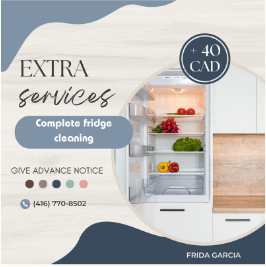 + 40
CAD
EXTRA
services
Complete fridge
cleaning
GIVE ADVANCE NOTICE
(416) 770-8502
FRIDA GARCIA